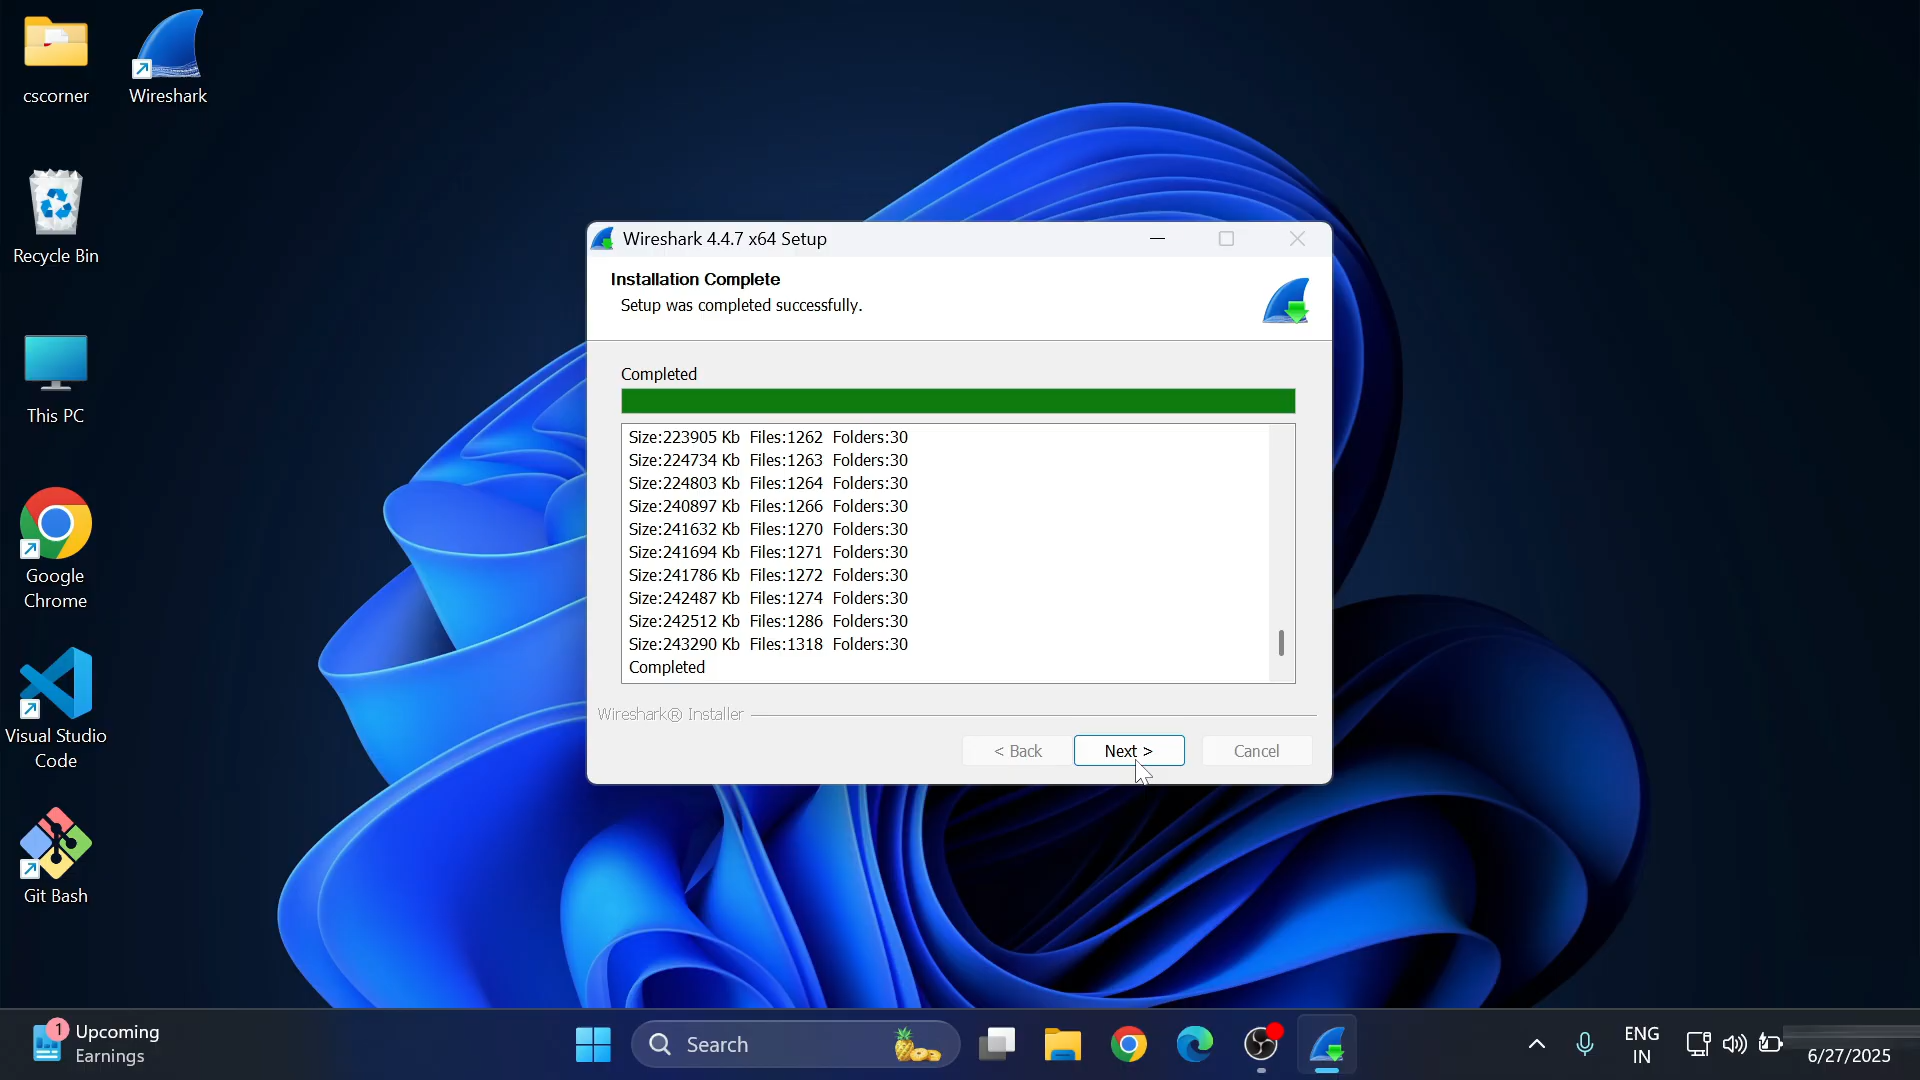 cscorner
Wireshark
Recycle Bin
This PC
Google
Chrome
Visual Studio
Code
Git Bash
Wireshark 4.4.7 x64 Setup
Installation Complete
Setup was completed successfully.
Completed
Size:223905 Kb Files:1262 Folders:30
Size:224734 Kb Files:1263 Folders:30
Size:224803 Kb Files:1264 Folders:30
Size:240897 Kb Files:1266 Folders:30
Size:241632 Kb Files:1270 Folders:30
Size:241694 Kb Files:1271 Folders:30
Size:241786 Kb Files:1272 Folders:30
Size:242487 Kb Files:1274 Folders:30
Size:242512 Kb Files:1286 Folders:30
Size:243290 Kb Files:1318 Folders:30
Completed
Wireshark® Installer
< Back
Next >
Cancel
1
Upcoming
Earnings
Search
ENG
IN
6/27/2025